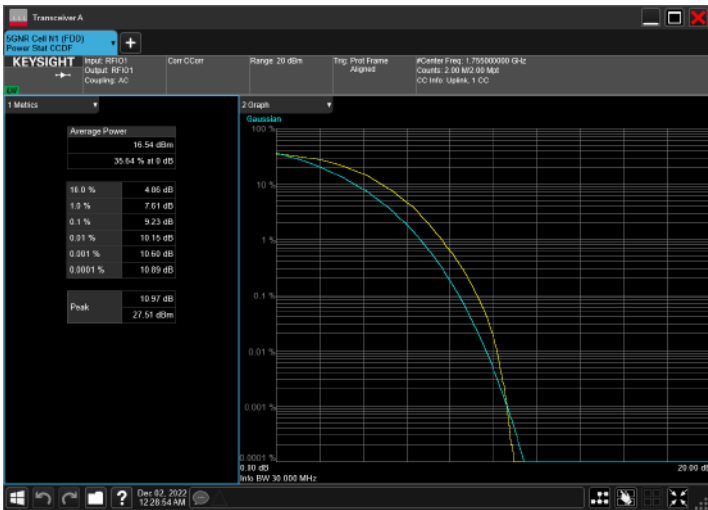 Transceiver A
5GNR Cell N1 (FDD)
Power Stat CCDF
KEYSIGHT
Input: RFIO1
Output: RFIO1
Coupling: AC
Corr CCorr
Range: 20 dBm
Trig: Prot Frame
Aligned
#Center Freq: 1.755000000 GHz
Counts: 2.00 M/2.00 Mpt
CC Info: Uplink, 1 CC
1 Metrics
Average Power
16.54 dBm
35.64 % at 0 dB
10.0 % 4.86 dB
1.0 % 7.61 dB
0.1 % 9.23 dB
0.01 % 10.15 dB
0.001 % 10.60 dB
0.0001 % 10.89 dB
Peak
10.97 dB
27.51 dBm
2 Graph
Gaussian
100 %
10 %
1 %
0.1 %
0.01 %
0.001 %
0.0001 %
0.00 dB
20.00 dB
Info BW 30.000 MHz
?
Dec 02, 2022
12:28:54 AM